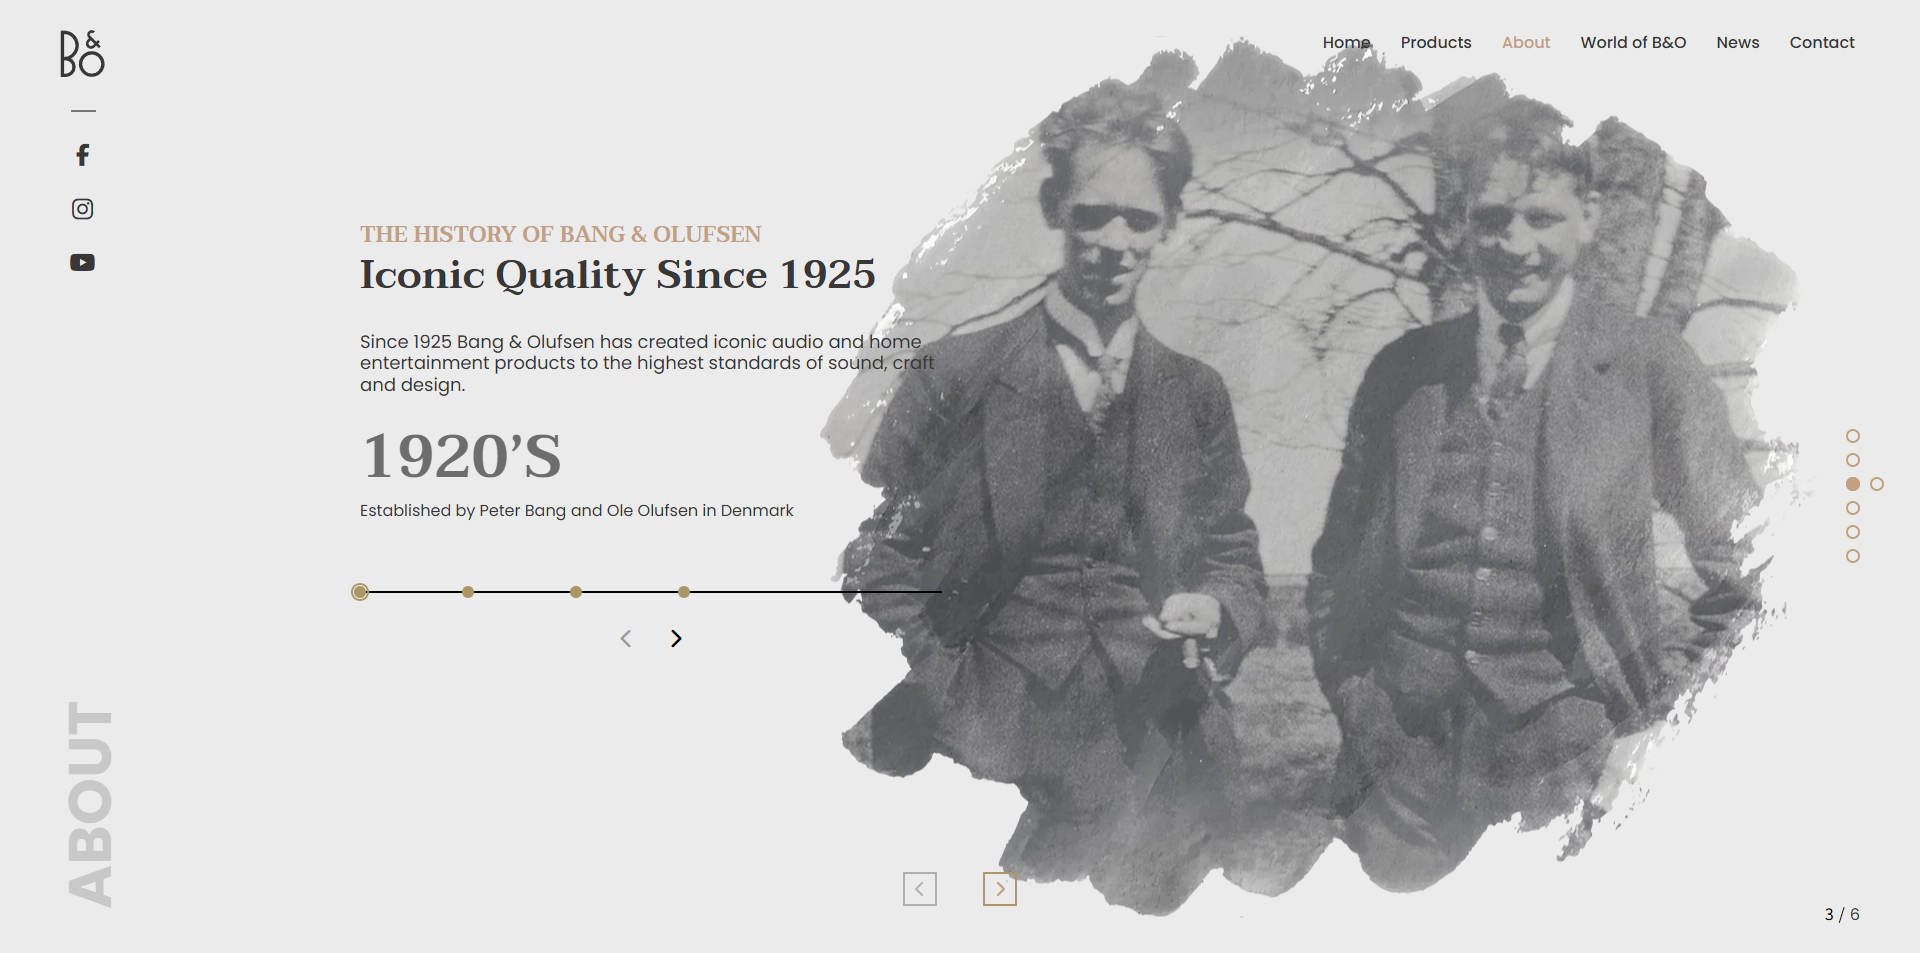 B&O
Home Products About World of B&O News Contact
THE HISTORY OF BANG & OLUFSEN
Iconic Quality Since 1925
Since 1925 Bang & Olufsen has created iconic audio and home
entertainment products to the highest standards of sound, craft
and design.
1920’S
Established by Peter Bang and Ole Olufsen in Denmark
ABOUT
3 / 6